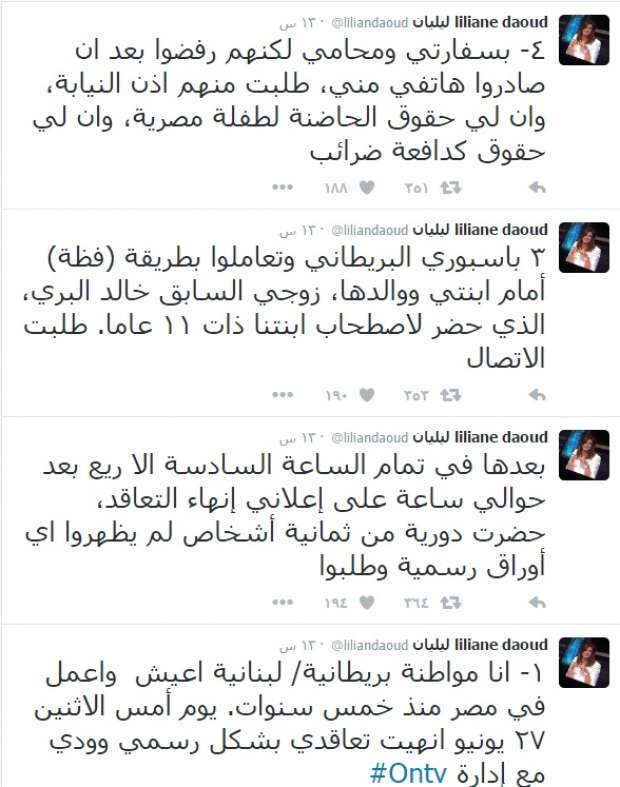 ليليان liliane daoud @liliandaoud · ١٣ س
٤- بسفارتي ومحامي لكنهم رفضوا بعد ان
صادروا هاتفي مني، طلبت منهم اذن النيابة،
وان لي حقوق الحاضنة لطفلة مصرية، وان لي
حقوق كدافعة ضرائب
٢٥١ ١٨٨ •••
ليليان liliane daoud @liliandaoud · ١٣ س
٣ باسبوري البريطاني وتعاملوا بطريقة (فظة)
أمام ابنتي ووالدها، زوجي السابق خالد البري،
الذي حضر لاصطحاب ابنتنا ذات ١١ عاما. طلبت
الاتصال
٣٥٣ ١٩٠ •••
ليليان liliane daoud @liliandaoud · ١٣ س
بعدها في تمام الساعة السادسة الا ريع بعد
حوالي ساعة على إعلاني إنهاء التعاقد،
حضرت دورية من ثمانية أشخاص لم يظهروا اي
أوراق رسمية وطلبوا
٣٦٤ ١٩٤ •••
ليليان liliane daoud @liliandaoud · ١٣ س
١- انا مواطنة بريطانية/ لبنانية اعيش واعمل
في مصر منذ خمس سنوات. يوم أمس الاثنين
٢٧ يونيو انهيت تعاقدي بشكل رسمي وودي
مع إدارة Ontv#